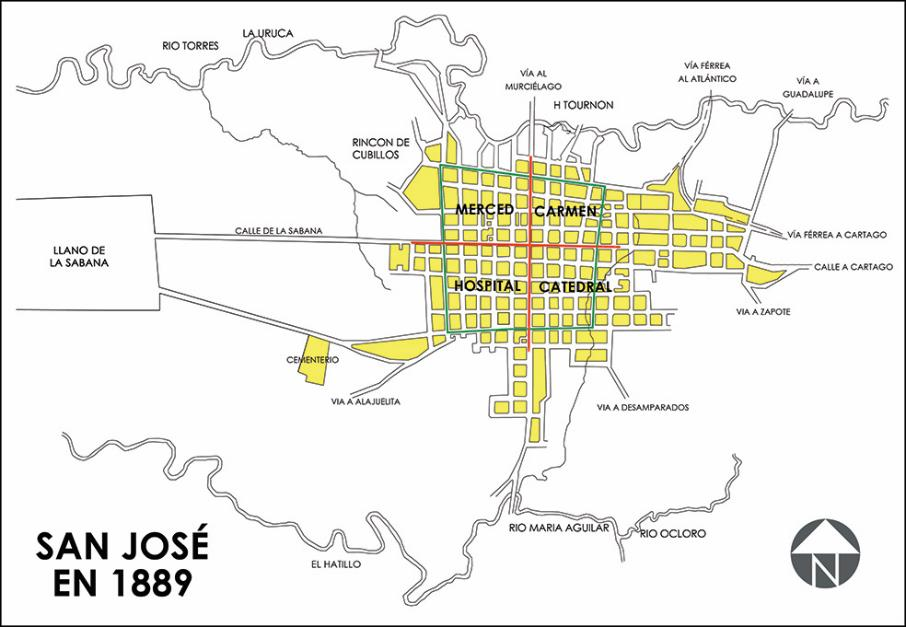 LA URUCA
RIO TORRES
VÍA AL
MURCIÉLAGO
VÍA FÉRREA
AL ATLÁNTICO
VÍA A
GUADALUPE
H TOURNON
RINCON DE
CUBILLOS
MERCED
CARMEN
CALLE DE LA SABANA
VÍA FÉRREA A CARTAGO
LLANO DE
LA SABANA
CALLE A CARTAGO
HOSPITAL
CATEDRAL
VIA A ZAPOTE
CEMENTERIO
VIA A ALAJUELITA
VIA A DESAMPARADOS
RIO MARIA AGUILAR
RIO OCLORO
SAN JOSÉ
EN 1889
EL HATILLO
N